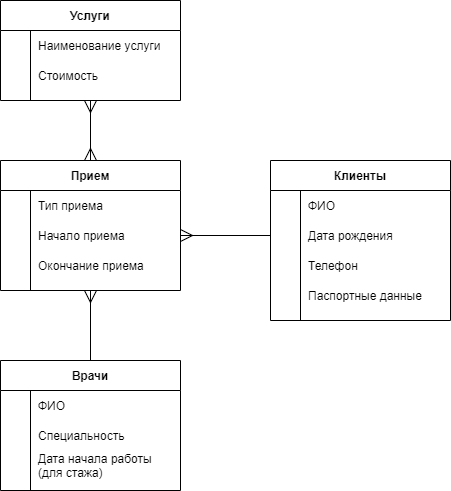 Услуги
Наименование услуги
Стоимость
Прием
Тип приема
Начало приема
Окончание приема
Клиенты
ФИО
Дата рождения
Телефон
Паспортные данные
Врачи
ФИО
Специальность
Дата начала работы
(для стажа)